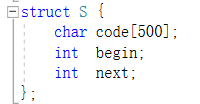 struct S {
    char code[500];
    int  begin;
    int  next;
};